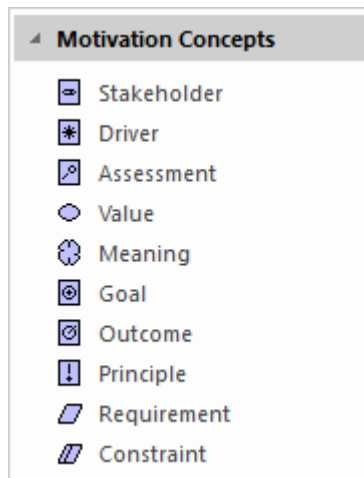 Motivation Concepts
Stakeholder
Driver
Assessment
Value
Meaning
Goal
Outcome
Principle
Requirement
Constraint